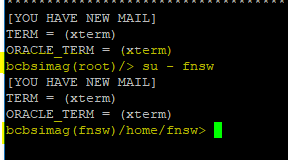 ****************************************
[YOU HAVE NEW MAIL]
TERM = (xterm)
ORACLE_TERM = (xterm)
bcbsimag(root)/> su - fnsw
[YOU HAVE NEW MAIL]
TERM = (xterm)
ORACLE_TERM = (xterm)
bcbsimag(fnsw)/home/fnsw>